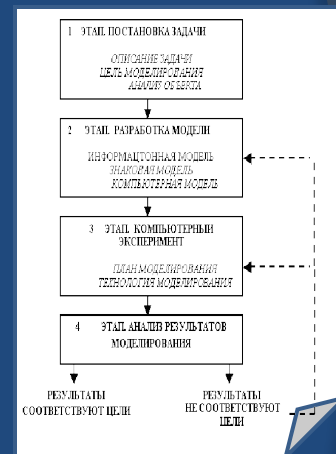 1 ЭТАП. ПОСТАНОВКА ЗАДАЧИ
ОПИСАНИЕ ЗАДАЧИ
ЦЕЛЬ МОДЕЛИРОВАНИЯ
АНАЛИЗ ОБЪЕКТА
2 ЭТАП. РАЗРАБОТКА МОДЕЛИ
ИНФОРМАЦТОННАЯ МОДЕЛЬ
ЗНАКОВАЯ МОДЕЛЬ
КОМПЬЮТЕРНАЯ МОДЕЛЬ
3 ЭТАП. КОМПЬЮТЕРНЫЙ
ЭКСПЕРИМЕНТ
ПЛАН МОДЕЛИРОВАНИЯ
ТЕХНОЛОГИЯ МОДЕЛИРОВАНИЯ
4 ЭТАП. АНАЛИЗ РЕЗУЛЬТАТОВ
МОДЕЛИРОВАНИЯ
РЕЗУЛЬТАТЫ
СООТВЕТСТВУЮТ ЦЕЛИ
РЕЗУЛЬТАТЫ
НЕ СООТВЕТСТВУЮТ
ЦЕЛИ